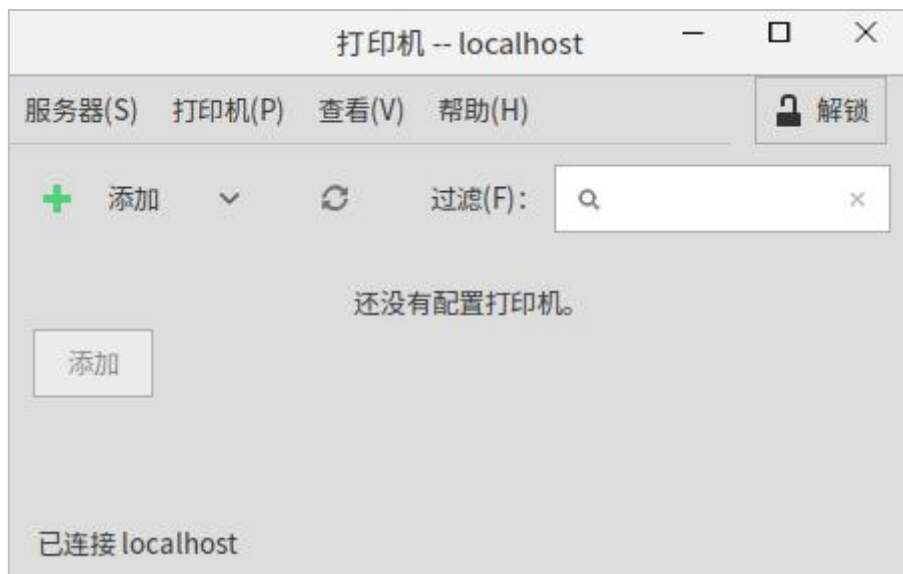 打印机 -- localhost
服务器(S) 打印机(P) 查看(V) 帮助(H) 解锁
添加 过滤(F)：
还没有配置打印机。
添加
已连接 localhost